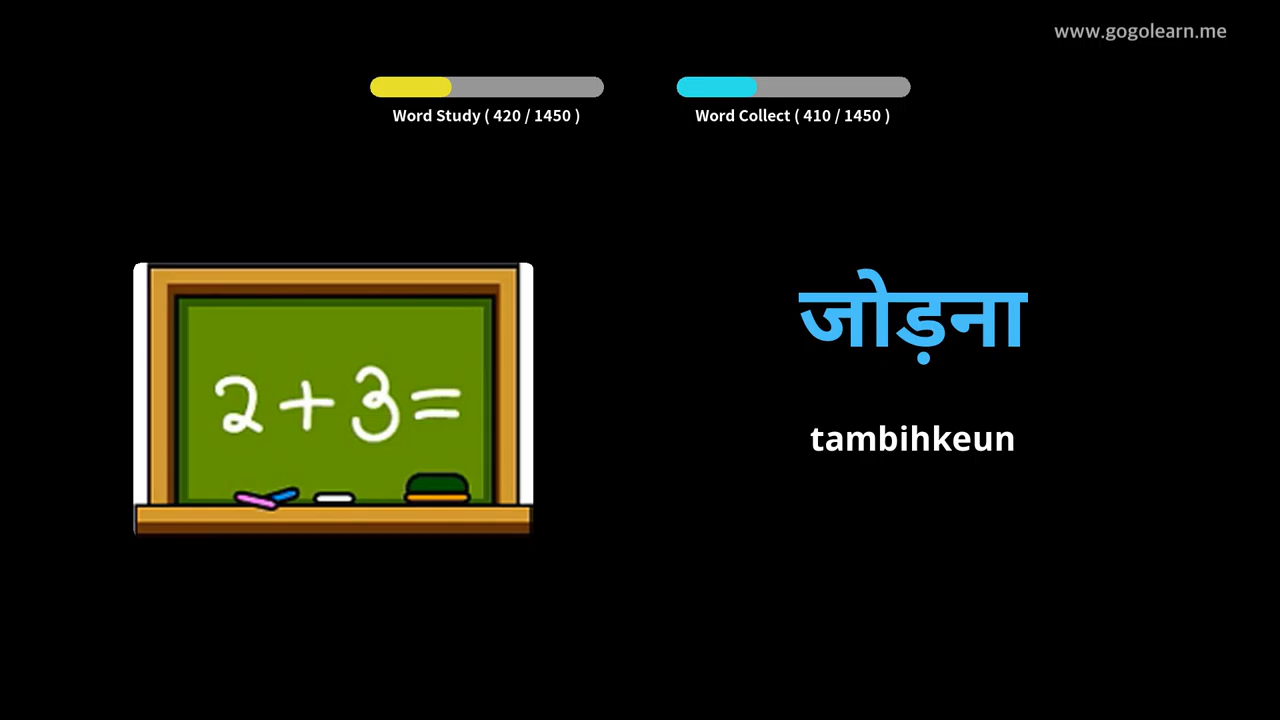 www.gogolearn.me
Word Study ( 420 / 1450 )
Word Collect ( 410 / 1450 )
2 + 3 =
जोड़ना
tambihkeun